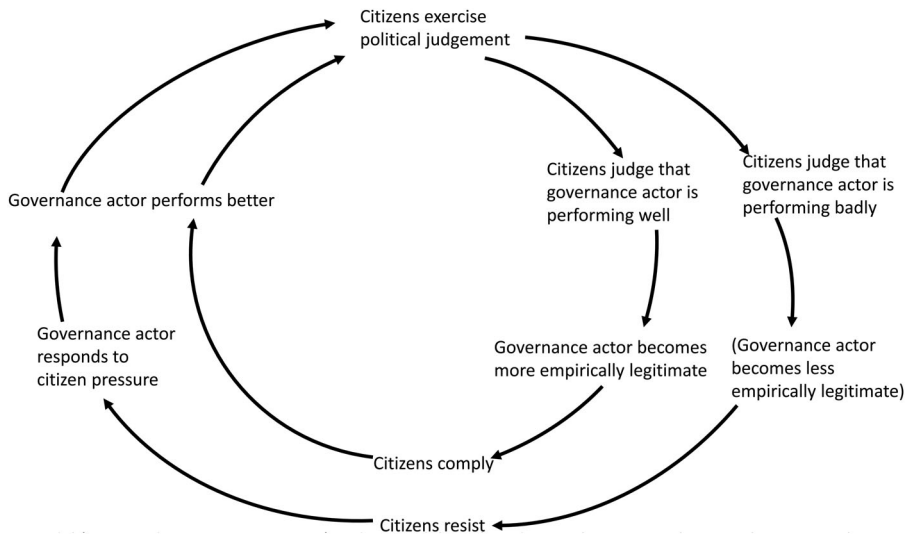 Citizens exercise
political judgement
Citizens judge that
governance actor is
performing well
Citizens judge that
governance actor is
performing badly
Governance actor performs better
Governance actor
responds to
citizen pressure
Governance actor becomes
more empirically legitimate
(Governance actor
becomes less
empirically legitimate)
Citizens comply
Citizens resist